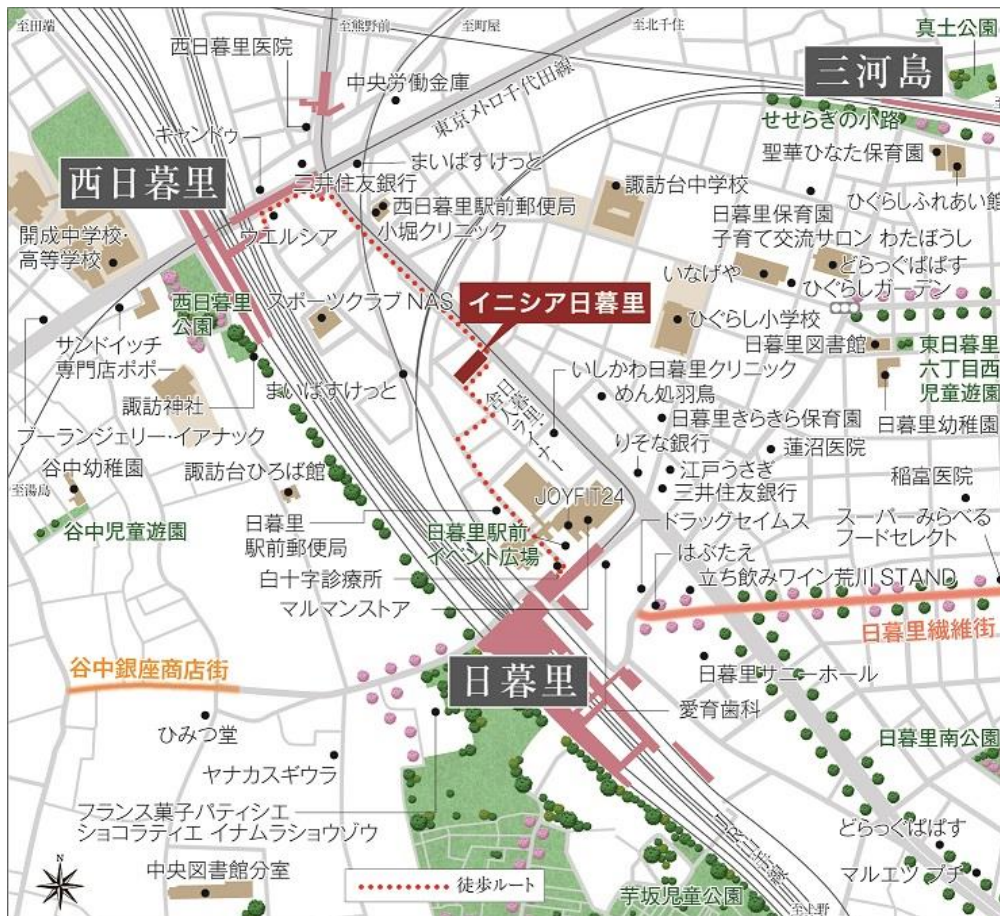 至田端
至熊野前
至町屋
至北千住
真土公園
西日暮里医院
中央労働金庫
東京メトロ千代田線
三河島
せせらぎの小路
キャンドゥ
まいばすけっと
聖華ひなた保育園
西日暮里
三井住友銀行
西日暮里駅前郵便局
小堀クリニック
諏訪台中学校
ひぐらしふれあい館
日暮里保育園
子育て交流サロン わたぼうし
開成中学校・
高等学校
ウエルシア
いなげや
どらっぐぱぱす
ひぐらしガーデン
西日暮里
公園
スポーツクラブ NAS
イニシア日暮里
ひぐらし小学校
サンドイッチ
専門店ポポー
日暮里図書館
東日暮里
六丁目西
児童遊園
いしかわ日暮里クリニック
まいばすけっと
めん処羽鳥
諏訪神社
日暮里・舎人ライナー
日暮里きらきら保育園
日暮里幼稚園
ブーランジェリー・イアナック
りそな銀行
蓮沼医院
谷中幼稚園
諏訪台ひろば館
江戸うさぎ
三井住友銀行
稲富医院
至湯島
JOYFIT24
谷中児童遊園
日暮里
駅前郵便局
日暮里駅前
イベント広場
ドラッグセイムス
スーパーみらべる
フードセレクト
はぶたえ
白十字診療所
立ち飲みワイン荒川 STAND
マルマンストア
日暮里繊維街
谷中銀座商店街
日暮里
日暮里サニーホール
愛育歯科
ひみつ堂
日暮里南公園
ヤナカスギウラ
フランス菓子パティシエ
ショコラティエ イナムラショウゾウ
どらっぐぱぱす
中央図書館分室
マルエツ プチ
N
徒歩ルート
芋坂児童公園
至上野